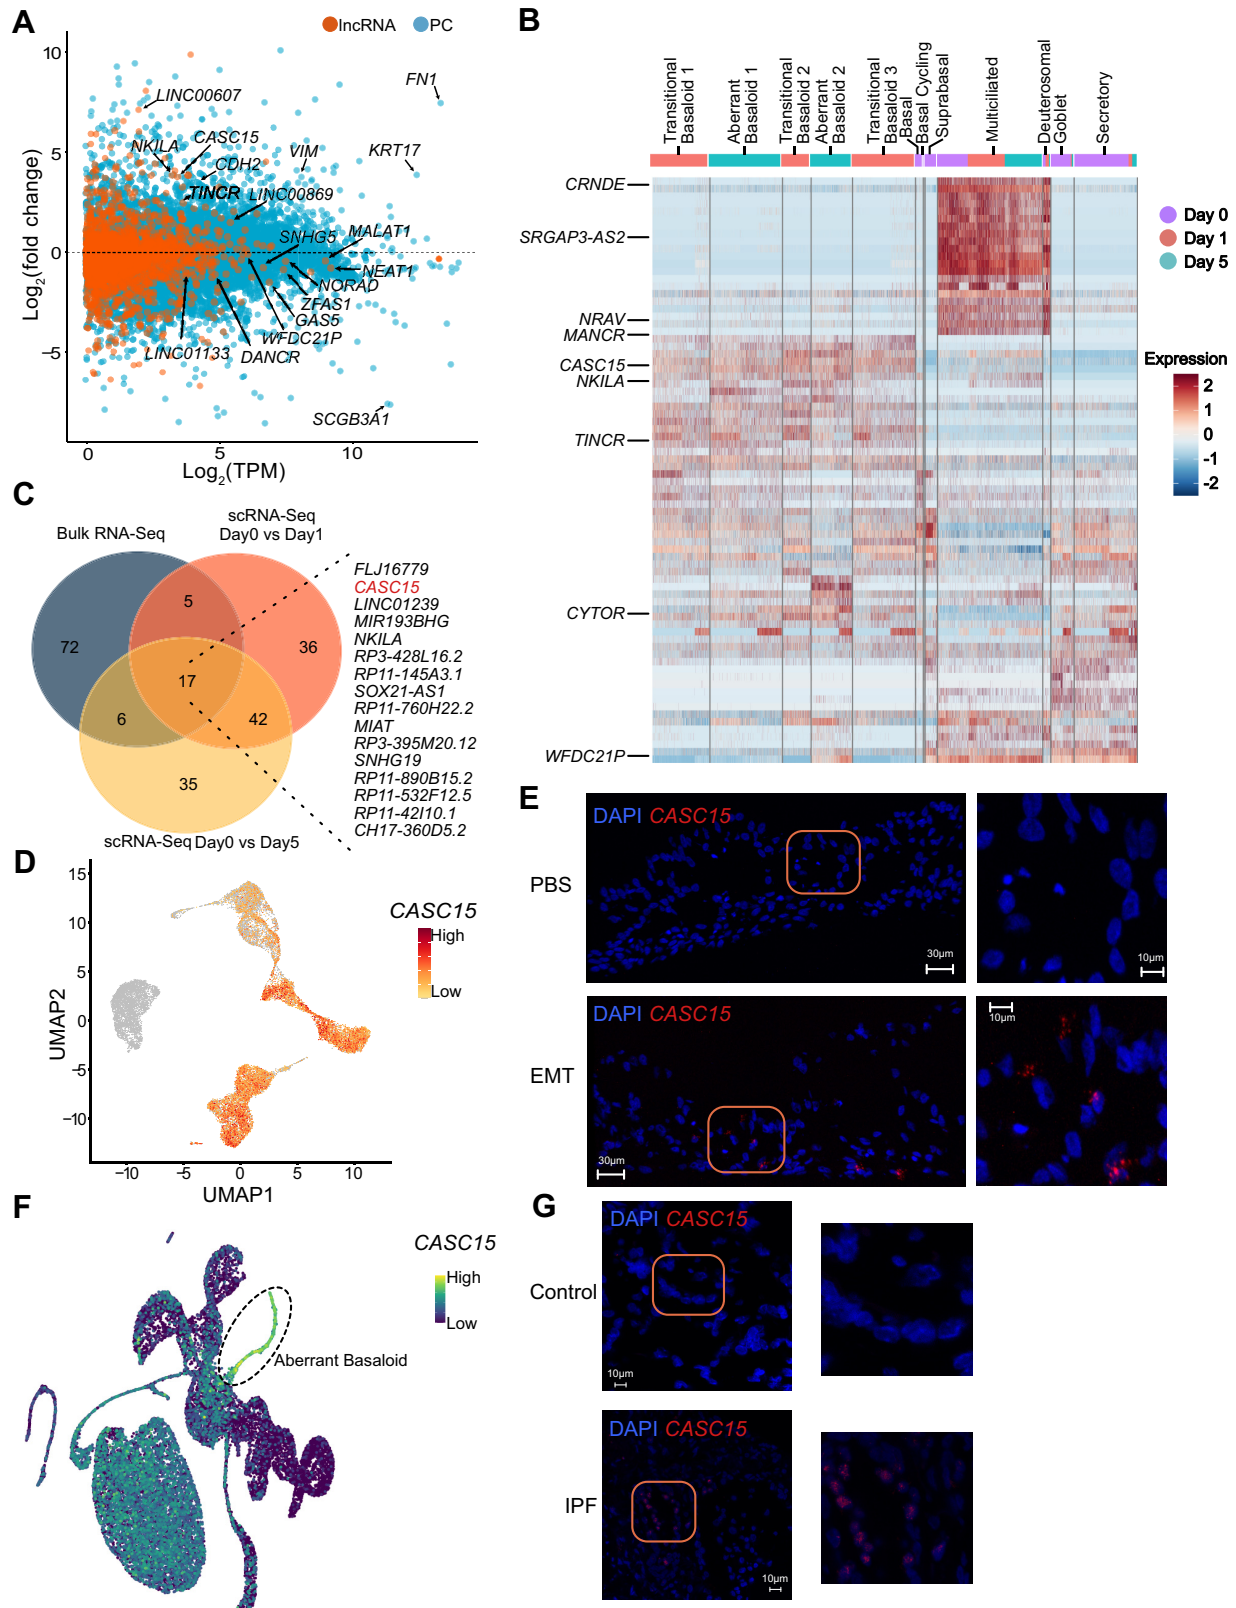 A
lncRNA PC
10
5
0
−5
Log2(fold change)
FN1
LINC00607
CASC15
NKILA
CDH2
VIM
KRT17
TINCR
LINC00869
SNHG5
MALAT1
NEAT1
NORAD
ZFAS1
GAS5
WFDC21P
LINC01133
DANCR
SCGB3A1
0 5 10
Log2(TPM)
B
Transitional Basaloid 1
Aberrant Basaloid 1
Transitional Basaloid 2
Aberrant Basaloid 2
Transitional Basaloid 3
Basal
Basal Cycling
Suprabasal
Multiciliated
Deuterosomal
Goblet
Secretory
CRNDE
SRGAP3-AS2
NRAV
MANCR
CASC15
NKILA
TINCR
CYTOR
WFDC21P
Day 0
Day 1
Day 5
Expression
2
1
0
-1
-2
C
Bulk RNA-Seq
scRNA-Seq
Day0 vs Day1
5
72
36
17
6
42
35
scRNA-Seq Day0 vs Day5
FLJ16779
CASC15
LINC01239
MIR193BHG
NKILA
RP3-428L16.2
RP11-145A3.1
SOX21-AS1
RP11-760H22.2
MIAT
RP3-395M20.12
SNHG19
RP11-890B15.2
RP11-532F12.5
RP11-42I10.1
CH17-360D5.2
D
15
10
5
0
−5
−10
UMAP2
−10 −5 0 5 10
UMAP1
CASC15
High
Low
E
DAPI CASC15
PBS
30µm
10µm
DAPI CASC15
EMT
30µm
10µm
F
CASC15
High
Low
Aberrant Basaloid
G
DAPI CASC15
Control
10µm
DAPI CASC15
IPF
10µm